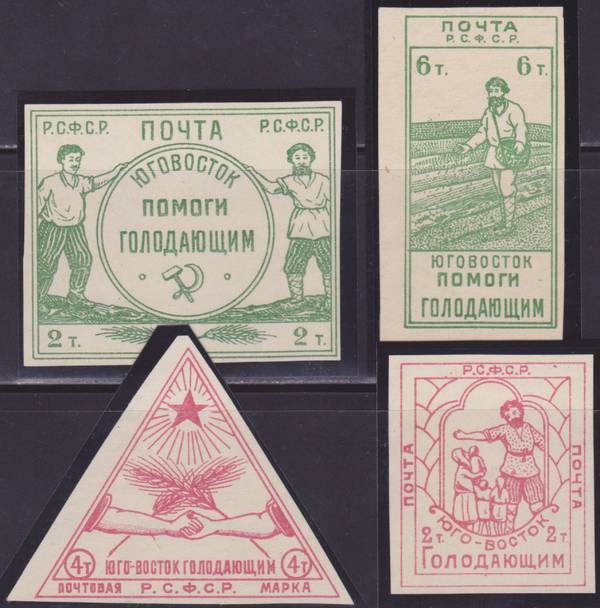 Р.С.Ф.С.Р. ПОЧТА Р.С.Ф.С.Р.
ЮГОВОСТОК
ПОМОГИ
ГОЛОДАЮЩИМ
2 т. 2 т.
ПОЧТА
Р.С.Ф.С.Р.
6 т. 6 т.
ЮГОВОСТОК
ПОМОГИ
ГОЛОДАЮЩИМ
4т 4т
ЮГО-ВОСТОК ГОЛОДАЮЩИМ
ПОЧТОВАЯ Р.С.Ф.С.Р. МАРКА
Р.С.Ф.С.Р.
ПОЧТА
ПОЧТА
ЮГО-ВОСТОК
2 т. 2 т.
ГОЛОДАЮЩИМ